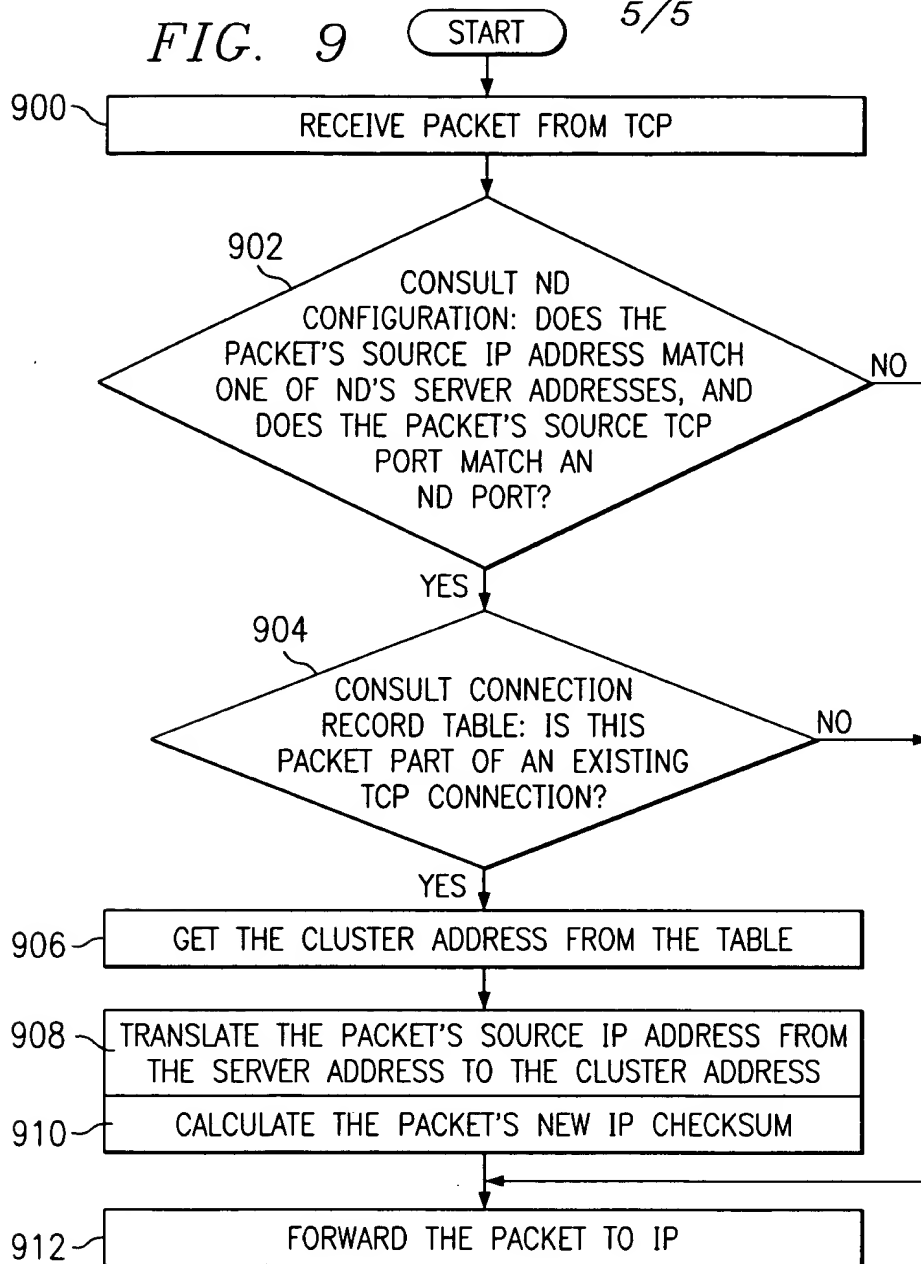 FIG. 9
START
5/5
900
RECEIVE PACKET FROM TCP
902
CONSULT ND
CONFIGURATION: DOES THE
PACKET'S SOURCE IP ADDRESS MATCH
ONE OF ND'S SERVER ADDRESSES, AND
DOES THE PACKET'S SOURCE TCP
PORT MATCH AN
ND PORT?
NO
YES
904
CONSULT CONNECTION
RECORD TABLE: IS THIS
PACKET PART OF AN EXISTING
TCP CONNECTION?
NO
YES
906
GET THE CLUSTER ADDRESS FROM THE TABLE
908
TRANSLATE THE PACKET'S SOURCE IP ADDRESS FROM
THE SERVER ADDRESS TO THE CLUSTER ADDRESS
910
CALCULATE THE PACKET'S NEW IP CHECKSUM
912
FORWARD THE PACKET TO IP